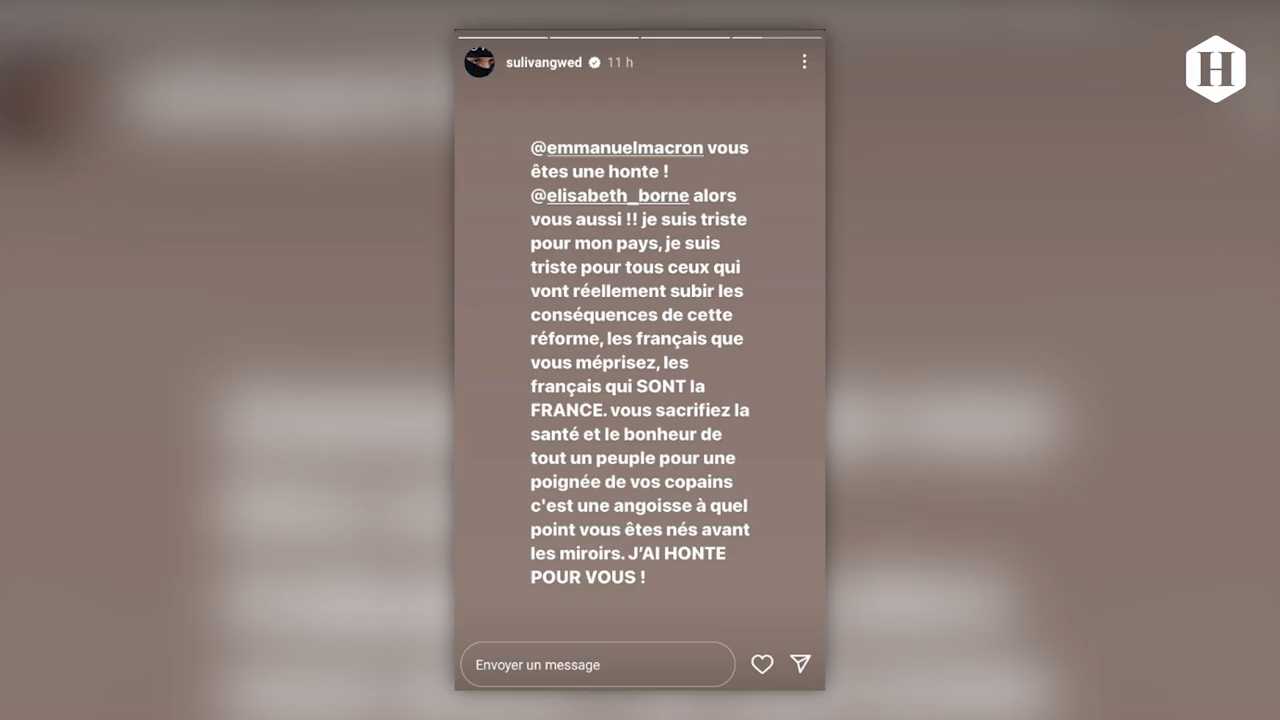 H
sulivangwed 11 h
@emmanuelmacron vous
êtes une honte !
@elisabeth_borne alors
vous aussi !! je suis triste
pour mon pays, je suis
triste pour tous ceux qui
vont réellement subir les
conséquences de cette
réforme, les français que
vous méprisez, les
français qui SONT la
FRANCE. vous sacrifiez la
santé et le bonheur de
tout un peuple pour une
poignée de vos copains
c'est une angoisse à quel
point vous êtes nés avant
les miroirs. J'AI HONTE
POUR VOUS !
Envoyer un message